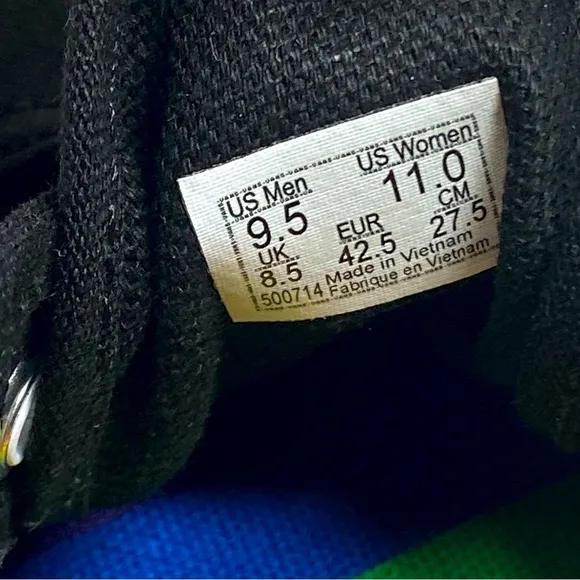 US Men US Women
9.5 11.0
UK EUR CM
8.5 42.5 27.5
Made in Vietnam
500714 Fabrique en Vietnam